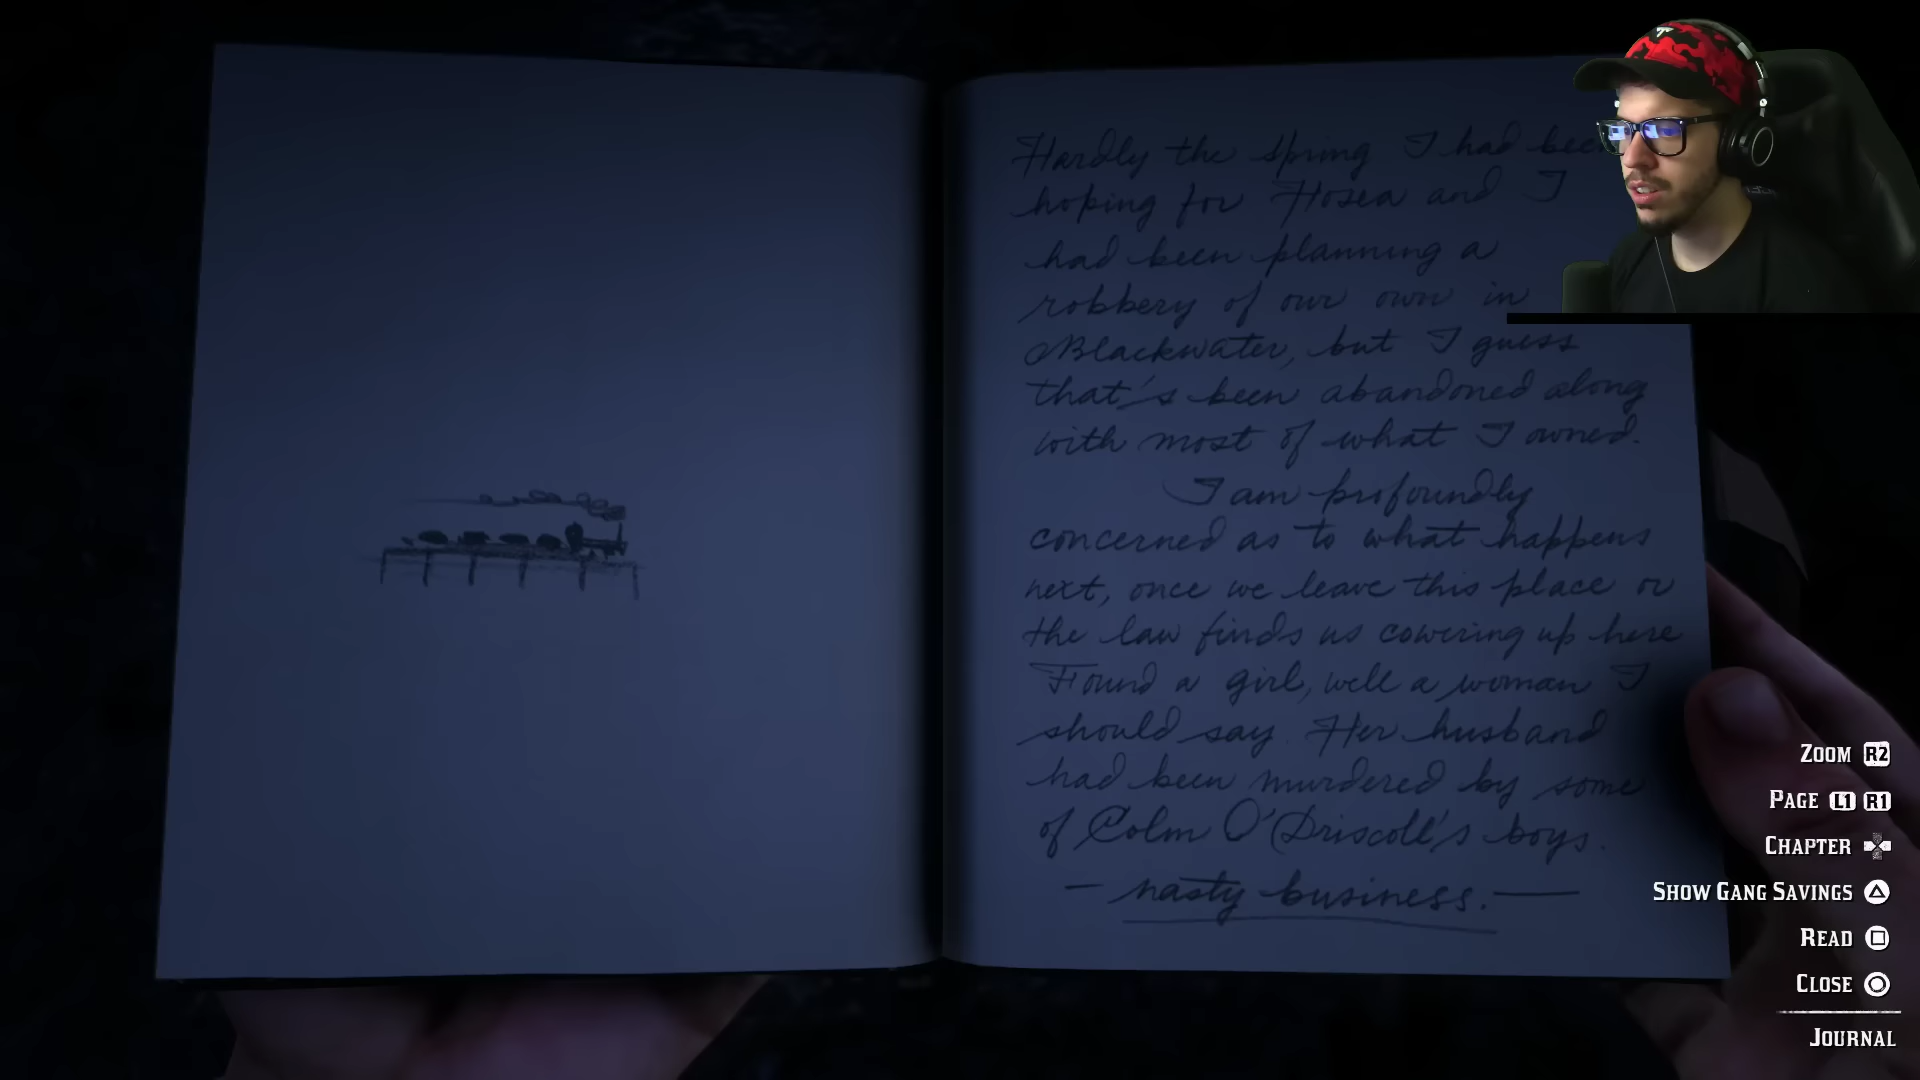 Hardly the spring I had been
hoping for Hosea and I
had been planning a
robbery of our own in
Blackwater, but I guess
that's been abandoned along
with most of what I owned.
I am profoundly
concerned as to what happens
next, once we leave this place or
the law finds us cowering up here
Found a girl, well a woman I
should say. Her husband
had been murdered by some
of Colm O'Driscoll's boys.
— nasty business. —
ZOOM R2
PAGE L1 R1
CHAPTER
SHOW GANG SAVINGS
READ
CLOSE
JOURNAL